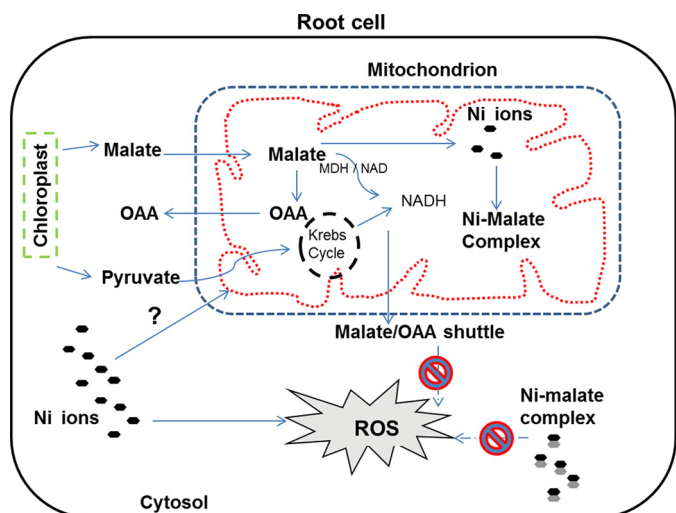 Root cell
Mitochondrion
Chloroplast
Malate
Malate
Ni ions
MDH / NAD
OAA
OAA
NADH
Krebs
Cycle
Ni-Malate
Complex
Pyruvate
?
Malate/OAA shuttle
Ni ions
ROS
Ni-malate
complex
Cytosol